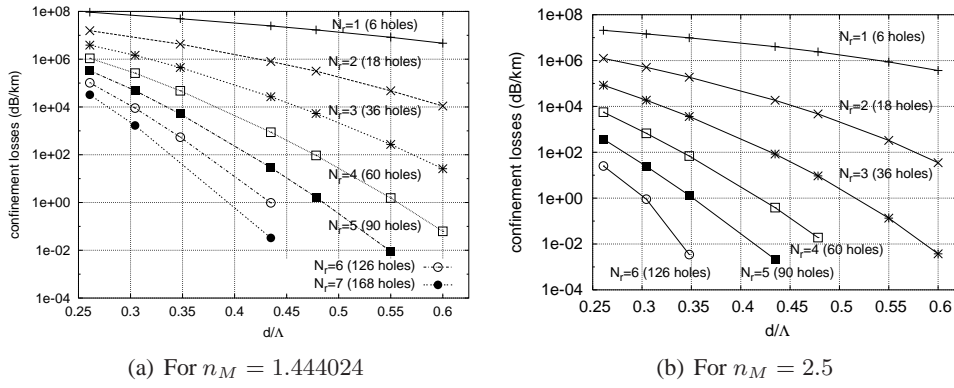 1e+08
1e+06
1e+04
1e+02
1e+00
1e-02
1e-04
confinement losses (dB/km)
N_r=1 (6 holes)
N_r=2 (18 holes)
N_r=3 (36 holes)
N_r=4 (60 holes)
N_r=5 (90 holes)
N_r=6 (126 holes)
N_r=7 (168 holes)
0.25 0.3 0.35 0.4 0.45 0.5 0.55 0.6
d/Λ
(a) For n_M = 1.444024
1e+08
1e+06
1e+04
1e+02
1e+00
1e-02
1e-04
confinement losses (dB/km)
N_r=1 (6 holes)
N_r=2 (18 holes)
N_r=3 (36 holes)
N_r=4 (60 holes)
N_r=5 (90 holes)
N_r=6 (126 holes)
0.25 0.3 0.35 0.4 0.45 0.5 0.55 0.6
d/Λ
(b) For n_M = 2.5